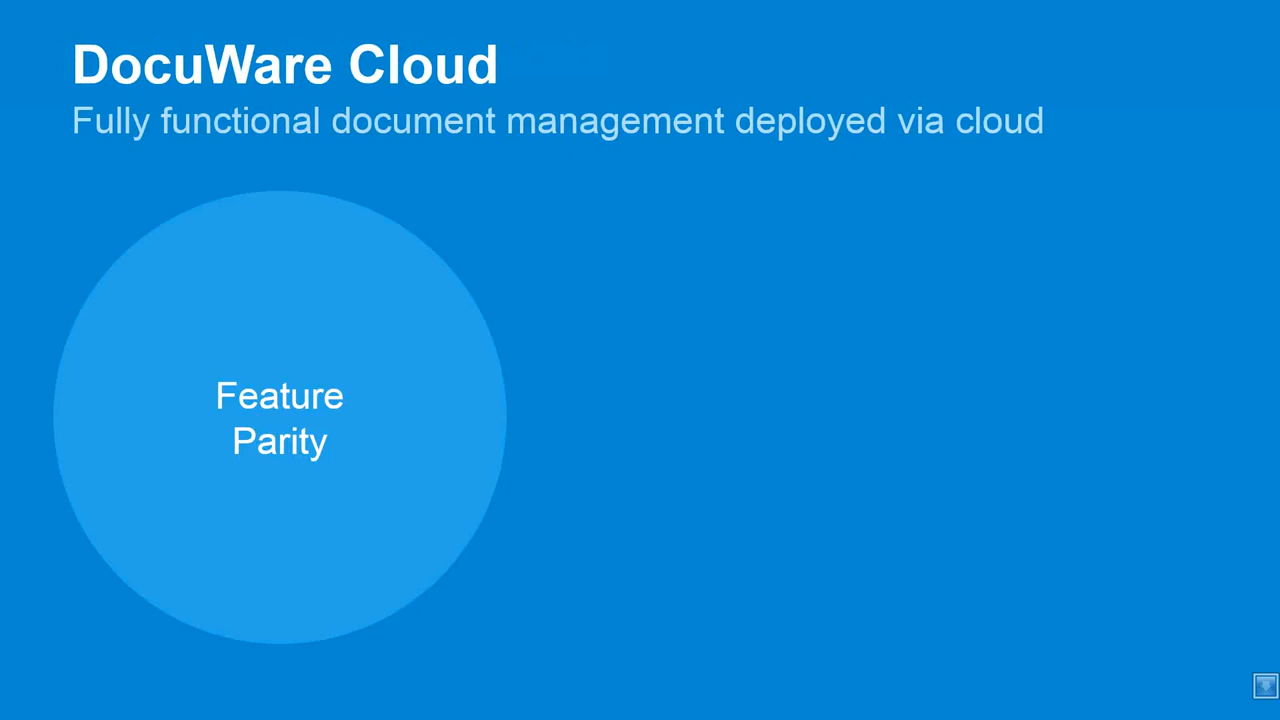 DocuWare Cloud
Fully functional document management deployed via cloud
Feature
Parity